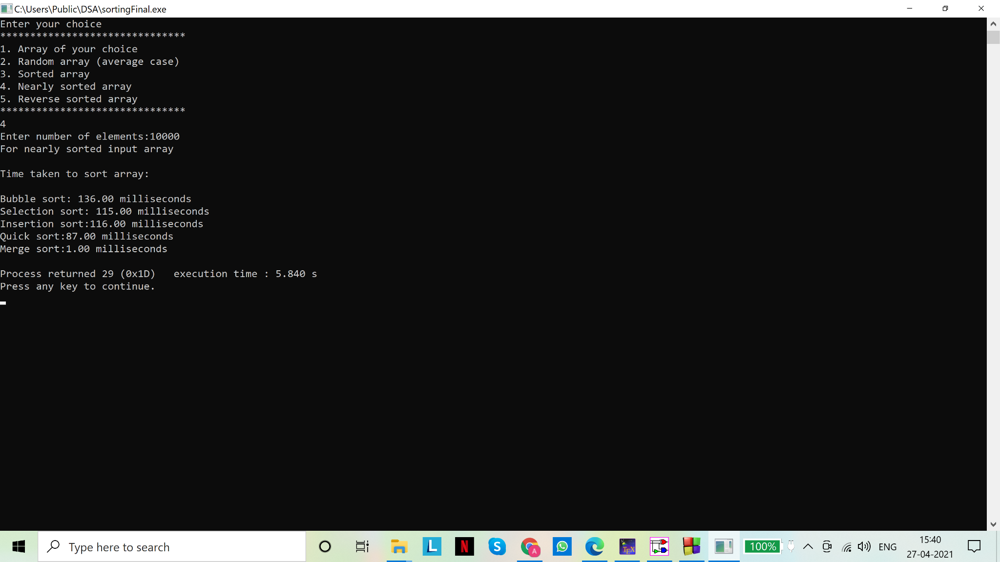 C:\Users\Public\DSA\sortingFinal.exe
Enter your choice
*******************************
1. Array of your choice
2. Random array (average case)
3. Sorted array
4. Nearly sorted array
5. Reverse sorted array
*******************************
4
Enter number of elements:10000
For nearly sorted input array
Time taken to sort array:
Bubble sort: 136.00 milliseconds
Selection sort: 115.00 milliseconds
Insertion sort:116.00 milliseconds
Quick sort:87.00 milliseconds
Merge sort:1.00 milliseconds
Process returned 29 (0x1D)   execution time : 5.840 s
Press any key to continue.
Type here to search
L
N
S
A
TEX
100%
ENG
15:40
27-04-2021